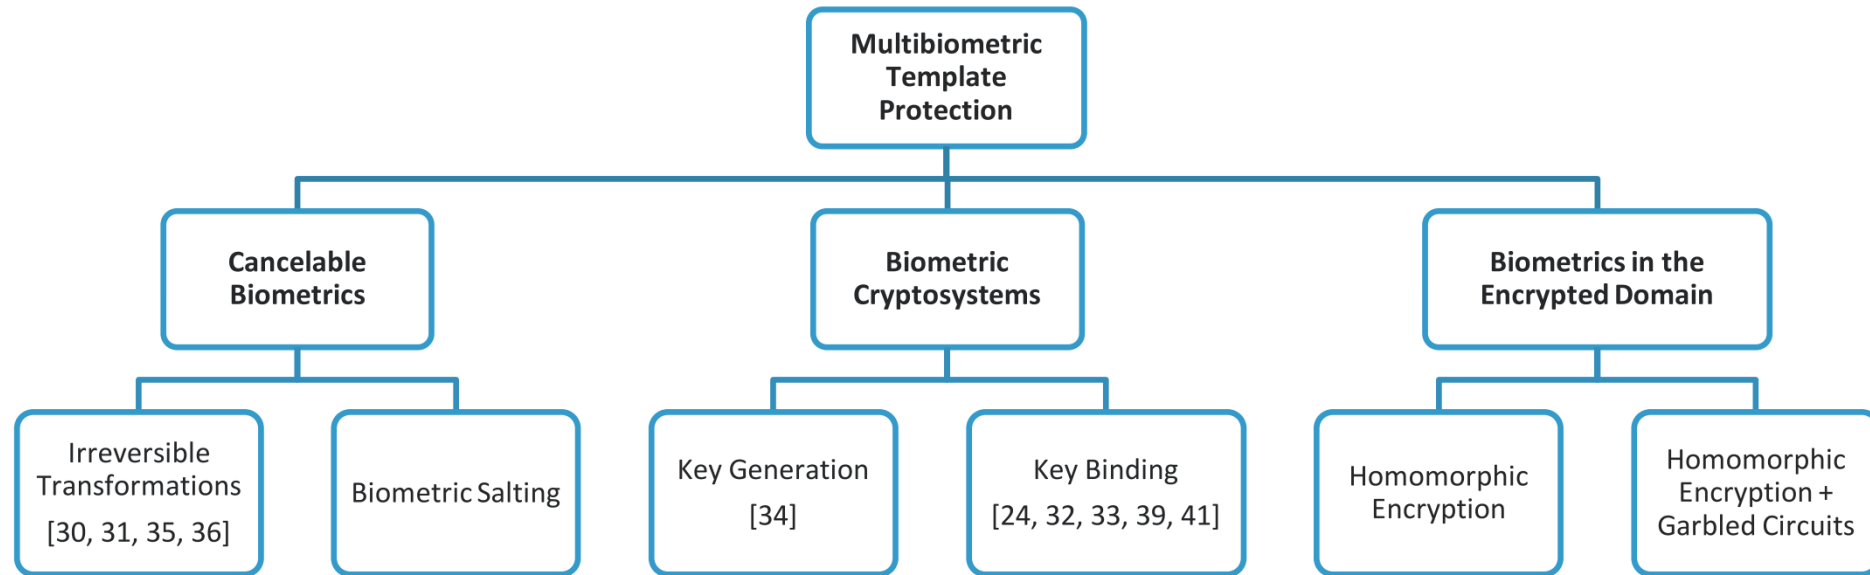 Multibiometric
Template
Protection
Cancelable
Biometrics
Biometric
Cryptosystems
Biometrics in the
Encrypted Domain
Irreversible
Transformations
[30, 31, 35, 36]
Biometric Salting
Key Generation
[34]
Key Binding
[24, 32, 33, 39, 41]
Homomorphic
Encryption
Homomorphic
Encryption +
Garbled Circuits